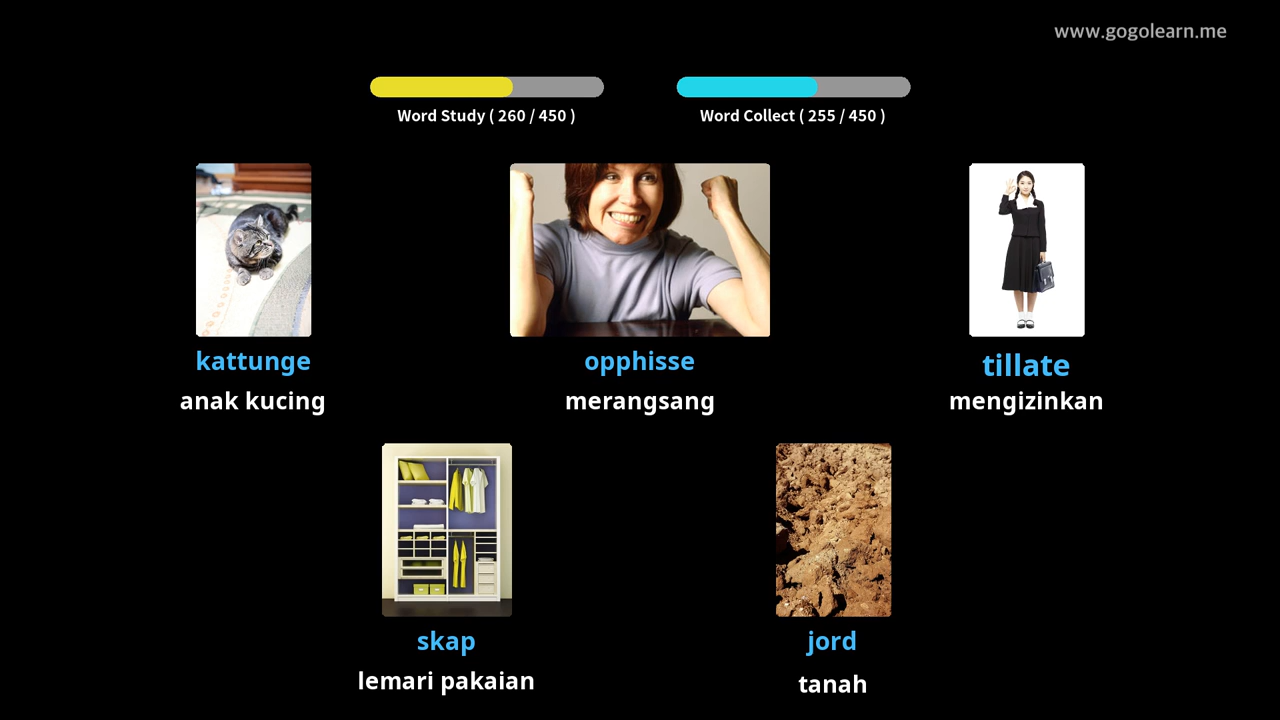 www.gogolearn.me
Word Study ( 260 / 450 )
Word Collect ( 255 / 450 )
kattunge
anak kucing
opphisse
merangsang
tillate
mengizinkan
skap
lemari pakaian
jord
tanah